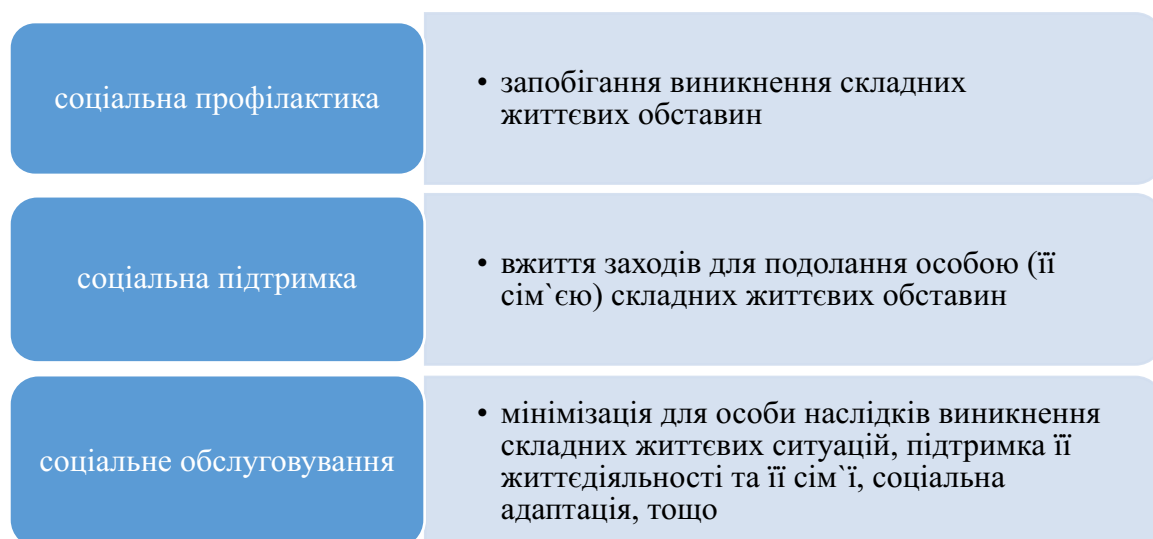 соціальна профілактика
• запобігання виникнення складних
життєвих обставин
соціальна підтримка
• вжиття заходів для подолання особою (її
сім`єю) складних життєвих обставин
соціальне обслуговування
• мінімізація для особи наслідків виникнення
складних життєвих ситуацій, підтримка її
життєдіяльності та її сім`ї, соціальна
адаптація, тощо